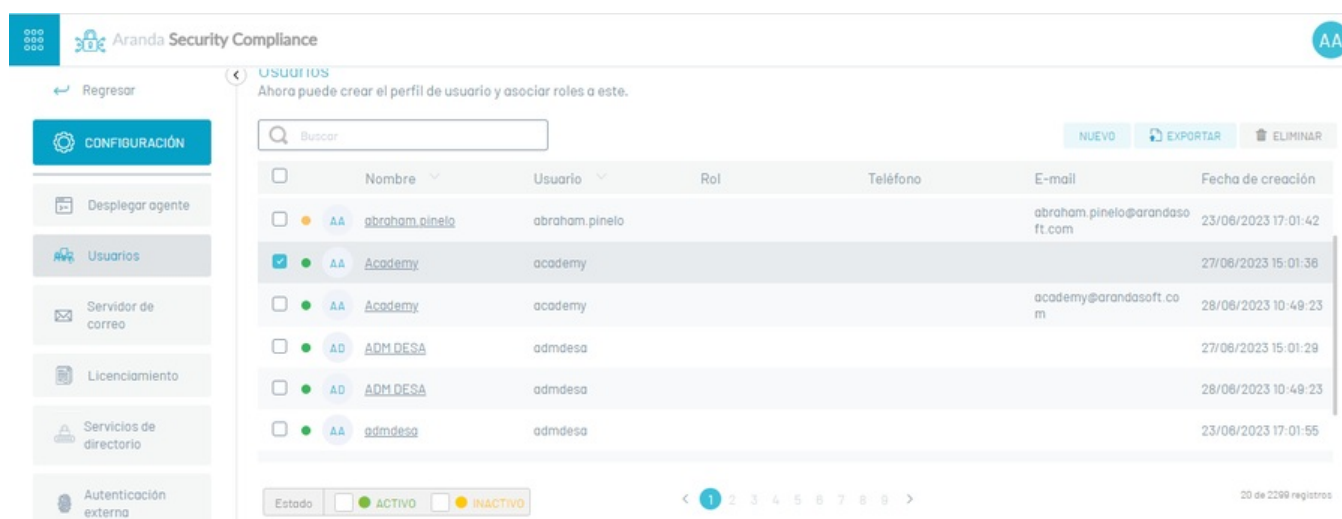 Aranda Security Compliance
AA
Regresar
Usuarios
Ahora puede crear el perfil de usuario y asociar roles a este.
CONFIGURACIÓN
Buscar
NUEVO EXPORTAR ELIMINAR
Nombre Usuario Rol Teléfono E-mail Fecha de creación
Desplegar agente
AA abraham.pinelo abraham.pinelo abraham.pinelo@arandaso
ft.com 23/06/2023 17:01:42
Usuarios
AA Academy academy 27/06/2023 15:01:36
Servidor de
correo
AA Academy academy academy@arandasoft.co
m 28/06/2023 10:49:23
AD ADM DESA admdesa 27/06/2023 15:01:29
Licenciamiento
AD ADM DESA admdesa 28/06/2023 10:49:23
Servicios de
directorio
AA admdesa admdesa 23/06/2023 17:01:55
Autenticación
externa
Estado ACTIVO INACTIVO
1 2 3 4 5 6 7 8 9
20 de 2299 registros